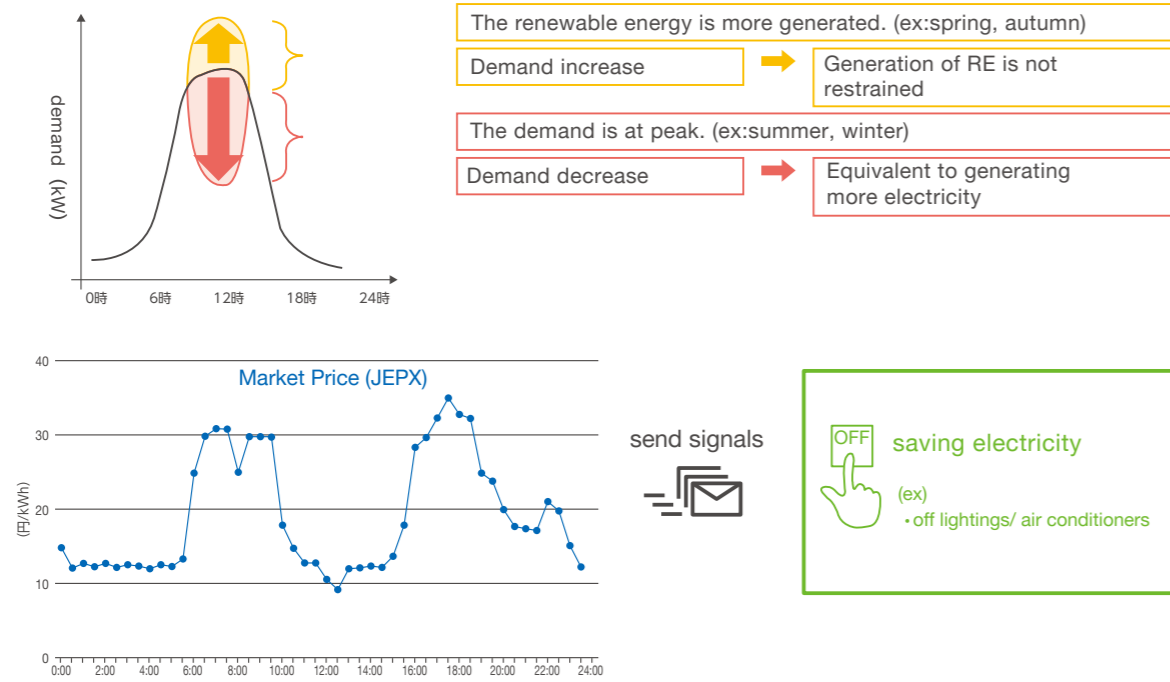 The renewable energy is more generated. (ex:spring, autumn)
Demand increase
Generation of RE is not
restrained
The demand is at peak. (ex:summer, winter)
Demand decrease
Equivalent to generating
more electricity
demand (kW)
0時 6時 12時 18時 24時
Market Price (JEPX)
(円/kWh)
40
30
20
10
0
0:00 2:00 4:00 6:00 8:00 10:00 12:00 14:00 16:00 18:00 20:00 22:00 24:00
send signals
OFF
saving electricity
(ex)
・off lightings/ air conditioners